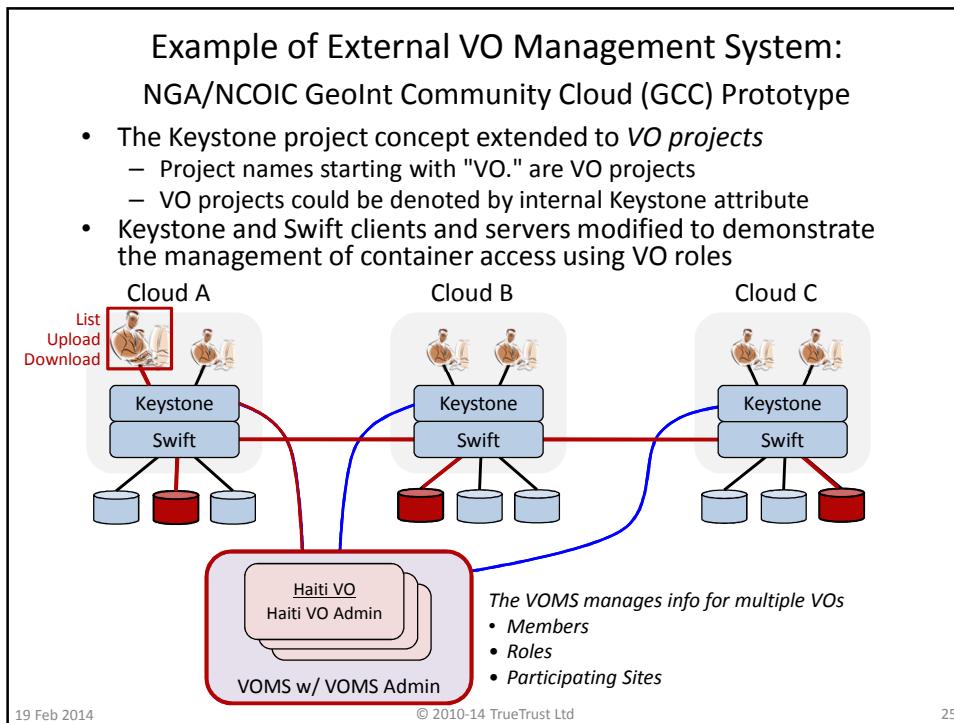 Example of External VO Management System:
NGA/NCOIC GeoInt Community Cloud (GCC) Prototype
• The Keystone project concept extended to VO projects
– Project names starting with "VO." are VO projects
– VO projects could be denoted by internal Keystone attribute
• Keystone and Swift clients and servers modified to demonstrate
the management of container access using VO roles
Cloud A
Cloud B
Cloud C
List
Upload
Download
Keystone
Swift
Keystone
Swift
Keystone
Swift
Haiti VO
Haiti VO Admin
VOMS w/ VOMS Admin
The VOMS manages info for multiple VOs
• Members
• Roles
• Participating Sites
19 Feb 2014
© 2010-14 TrueTrust Ltd
25